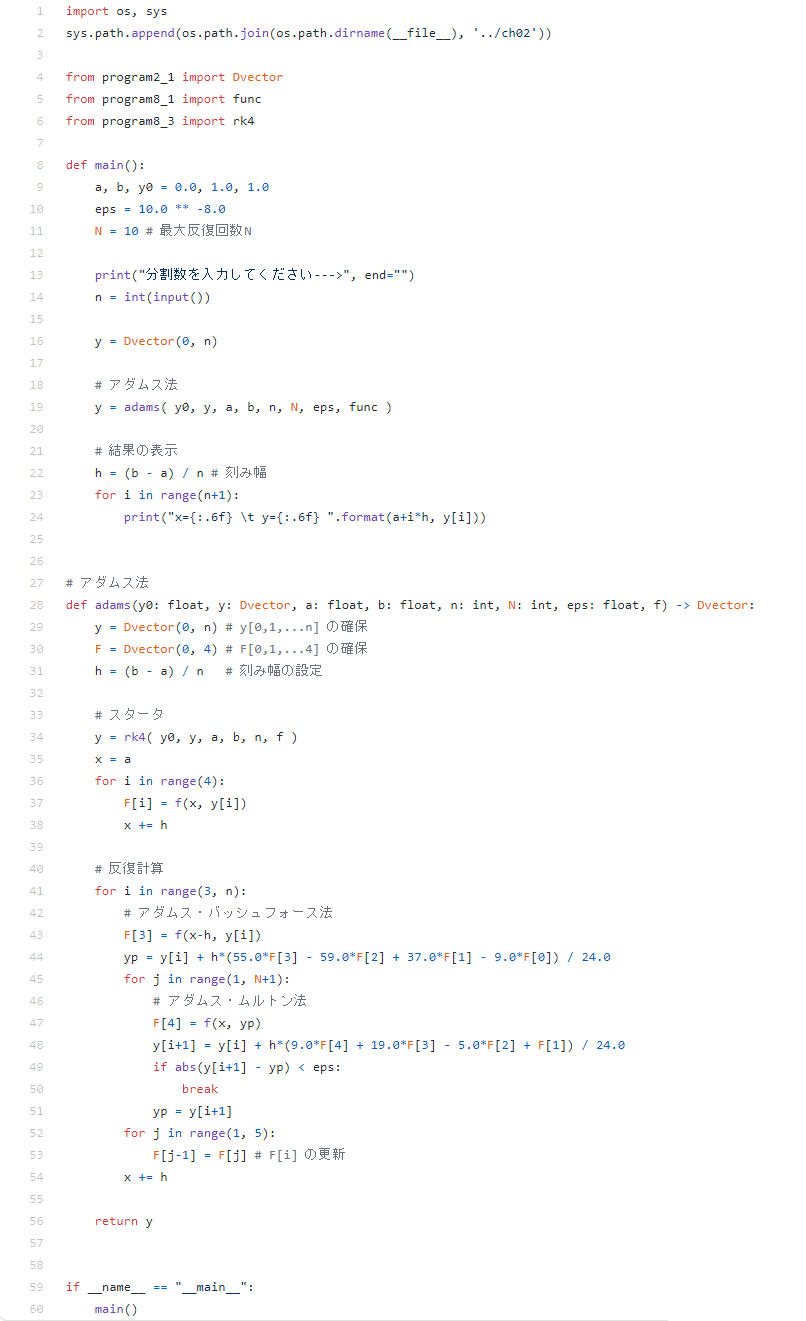 1 import os, sys
2 sys.path.append(os.path.join(os.path.dirname(__file__), '../ch02'))
3
4 from program2_1 import Dvector
5 from program8_1 import func
6 from program8_3 import rk4
7
8 def main():
9     a, b, y0 = 0.0, 1.0, 1.0
10     eps = 10.0 ** -8.0
11     N = 10 # 最大反復回数N
12
13     print("分割数を入力してください--->", end="")
14     n = int(input())
15
16     y = Dvector(0, n)
17
18     # アダムス法
19     y = adams( y0, y, a, b, n, N, eps, func )
20
21     # 結果の表示
22     h = (b - a) / n # 刻み幅
23     for i in range(n+1):
24         print("x={:.6f} \t y={:.6f} ".format(a+i*h, y[i]))
25
26
27 # アダムス法
28 def adams(y0: float, y: Dvector, a: float, b: float, n: int, N: int, eps: float, f) -> Dvector:
29     y = Dvector(0, n) # y[0,1,...n] の確保
30     F = Dvector(0, 4) # F[0,1,...4] の確保
31     h = (b - a) / n   # 刻み幅の設定
32
33     # スタータ
34     y = rk4( y0, y, a, b, n, f )
35     x = a
36     for i in range(4):
37         F[i] = f(x, y[i])
38         x += h
39
40     # 反復計算
41     for i in range(3, n):
42         # アダムス・バッシュフォース法
43         F[3] = f(x-h, y[i])
44         yp = y[i] + h*(55.0*F[3] - 59.0*F[2] + 37.0*F[1] - 9.0*F[0]) / 24.0
45         for j in range(1, N+1):
46             # アダムス・ムルトン法
47             F[4] = f(x, yp)
48             y[i+1] = y[i] + h*(9.0*F[4] + 19.0*F[3] - 5.0*F[2] + F[1]) / 24.0
49             if abs(y[i+1] - yp) < eps:
50                 break
51             yp = y[i+1]
52         for j in range(1, 5):
53             F[j-1] = F[j] # F[i] の更新
54         x += h
55
56     return y
57
58
59 if __name__ == "__main__":
60     main()